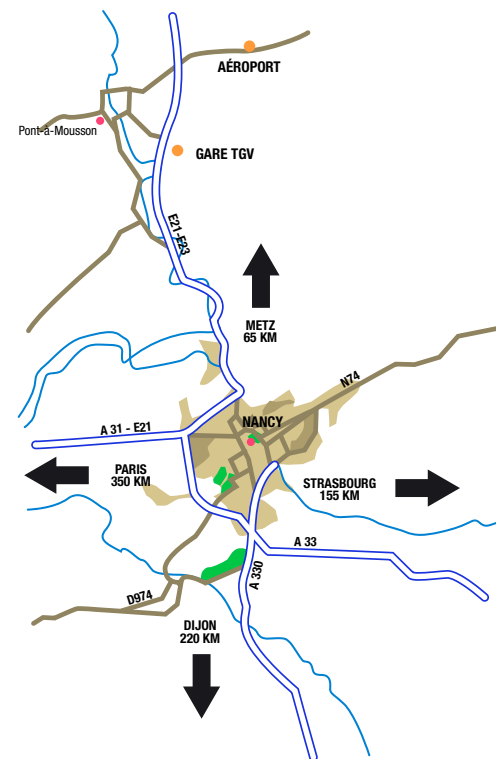 AÉROPORT
Pont-à-Mousson
GARE TGV
E21-E23
METZ
65 KM
N74
NANCY
A 31 - E21
PARIS
350 KM
STRASBOURG
155 KM
A 33
A 330
D974
DIJON
220 KM